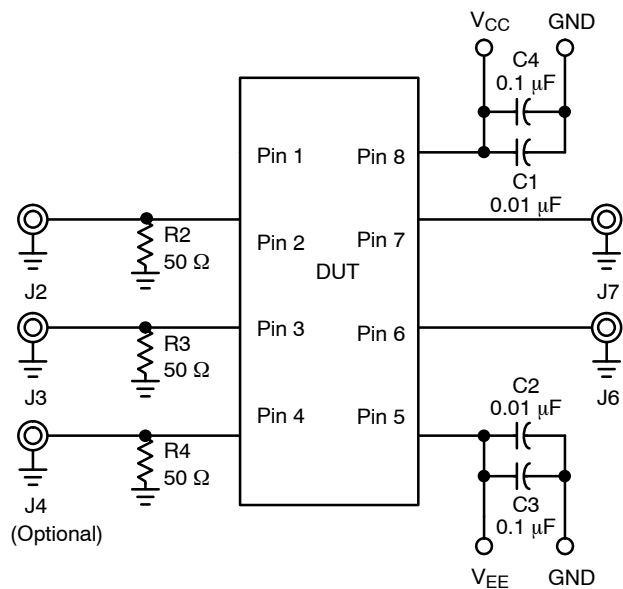 VCC GND
C4
0.1 μF
Pin 1 Pin 8
C1
0.01 μF
R2
50 Ω
Pin 2 Pin 7
DUT
J2 J7
Pin 3 Pin 6
R3
50 Ω
J3 J6
C2
0.01 μF
Pin 4 Pin 5
R4
50 Ω
J4
(Optional)
C3
0.1 μF
VEE GND